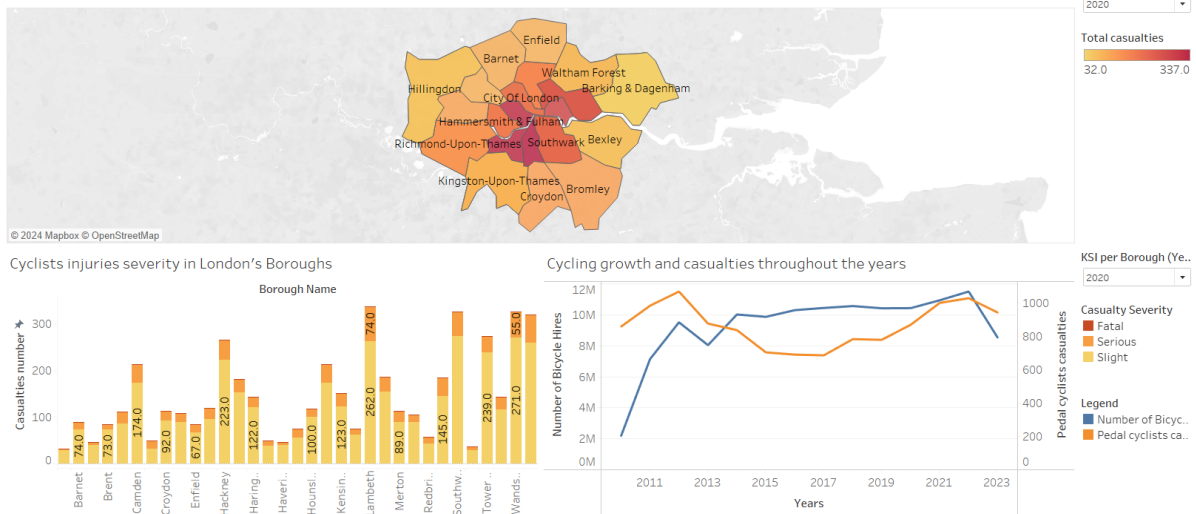 2020
Total casualties
32.0
337.0
Enfield
Barnet
Waltham Forest
Hillingdon
Barking & Dagenham
City Of London
Hammersmith & Fulham
Richmond-Upon-Thames
Southwark
Bexley
Kingston-Upon-Thames
Bromley
Croydon
© 2024 Mapbox © OpenStreetMap
Cyclists injuries severity in London's Boroughs
Borough Name
Casualties number
300
200
100
0
74.0
73.0
174.0
92.0
67.0
223.0
122.0
100.0
123.0
74.0
262.0
89.0
145.0
239.0
55.0
271.0
Barnet
Brent
Camden
Croydon
Enfield
Hackney
Haring..
Haveri..
Hounsl..
Kensin..
Lambeth
Merton
Redbri..
Southw..
Tower ..
Wands..
Cycling growth and casualties throughout the years
Number of Bicycle Hires
12M
10M
8M
6M
4M
2M
0M
1000
800
600
400
200
0
Pedal cyclists casualties
2011
2013
2015
2017
2019
2021
2023
Years
KSI per Borough (Ye..
2020
Casualty Severity
Fatal
Serious
Slight
Legend
Number of Bicyc..
Pedal cyclists ca..